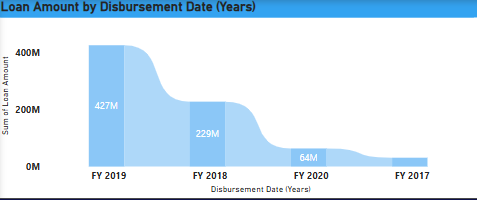 Loan Amount by Disbursement Date (Years)
Sum of Loan Amount
400M
200M
0M
427M
229M
64M
FY 2019 FY 2018 FY 2020 FY 2017
Disbursement Date (Years)